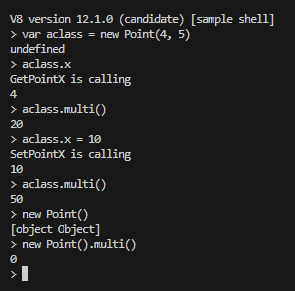 V8 version 12.1.0 (candidate) [sample shell]
> var aclass = new Point(4, 5)
undefined
> aclass.x
GetPointX is calling
4
> aclass.multi()
20
> aclass.x = 10
SetPointX is calling
10
> aclass.multi()
50
> new Point()
[object Object]
> new Point().multi()
0
>